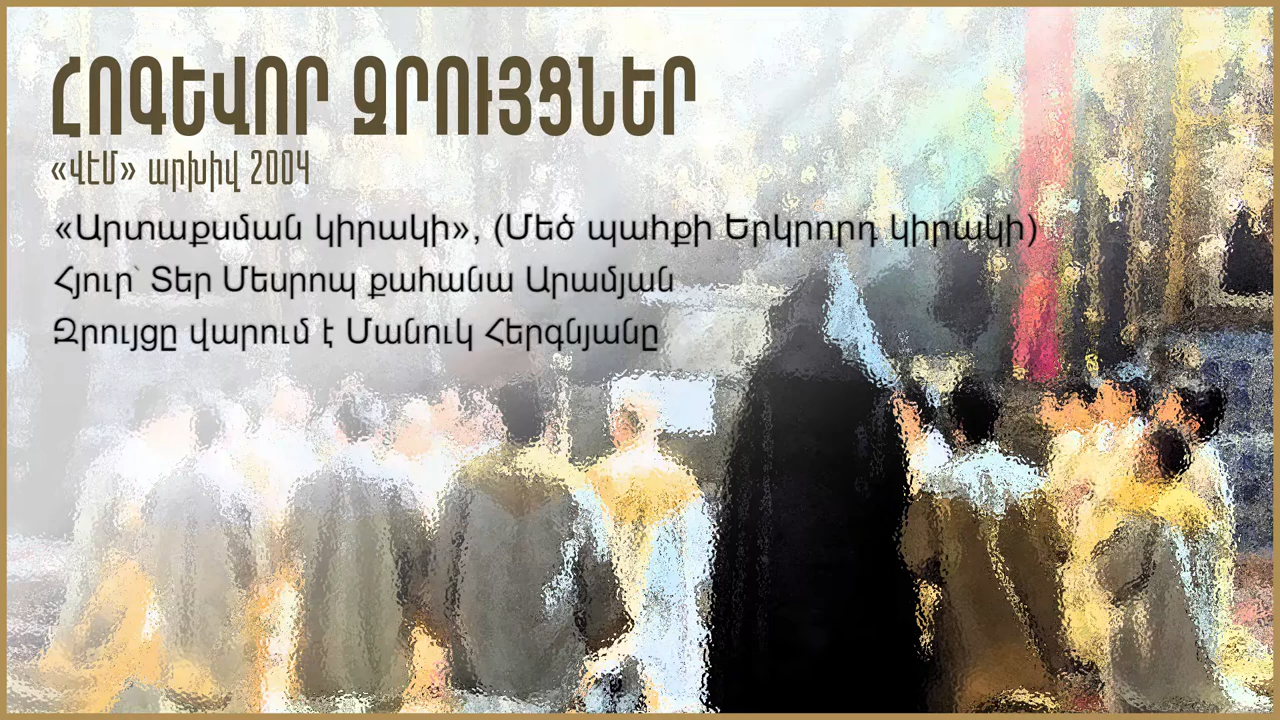 ՀՈԳԵՎՈՐ ԶՐՈՒՅՑՆԵՐ
«ՎԷՄ» արխիվ 2004
«Արտաքսման կիրակի», (Մեծ պահքի Երկրորդ կիրակի)
Հյուր՝ Տեր Մեսրոպ քահանա Արամյան
Զրույցը վարում է Մանուկ Հերգնյանը